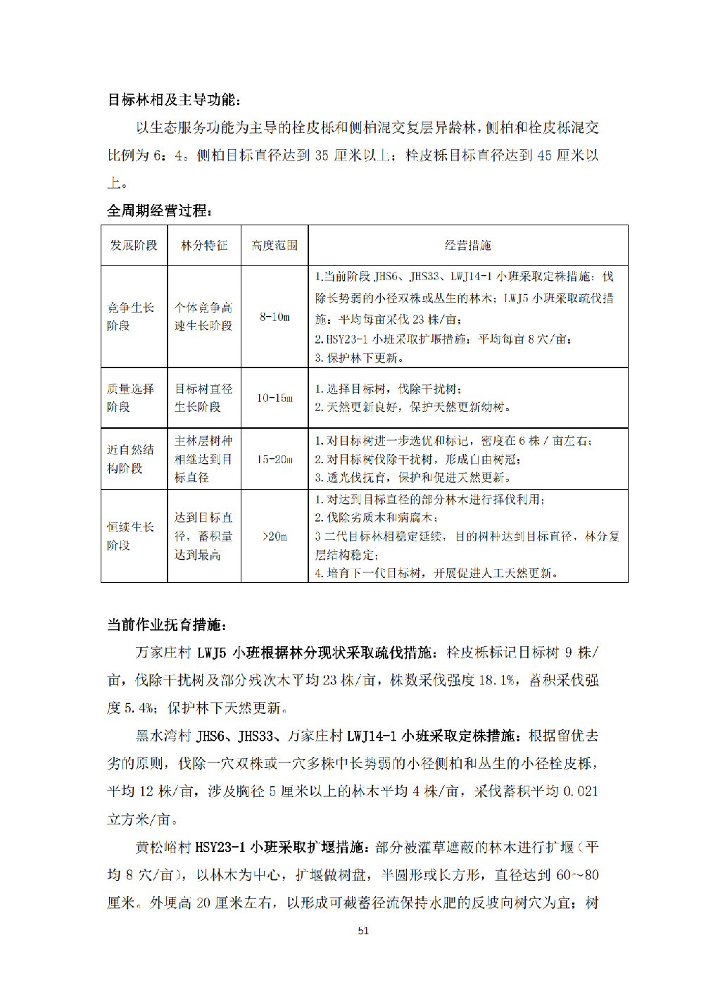 目标林相及主导功能：
以生态服务功能为主导的栓皮栎和侧柏混交复层异龄林，侧柏和栓皮栎混交
比例为 6：4。侧柏目标直径达到 35 厘米以上；栓皮栎目标直径达到 45 厘米以
上。
全周期经营过程：
发展阶段 林分特征 高度范围 经营措施
竞争生长
阶段
个体竞争高
速生长阶段
8-10m
1.当前阶段 JHS6、JHS33、LWJ14-1 小班采取定株措施：伐
除长势弱的小径双株或丛生的林木；LWJ5 小班采取疏伐措
施：平均每亩采伐 23 株/亩；
2.HSY23-1 小班采取扩堰措施：平均每亩 8 穴/亩；
3.保护林下更新。
质量选择
阶段
目标树直径
生长阶段
10-15m
1.选择目标树，伐除干扰树；
2.天然更新良好，保护天然更新幼树。
近自然结
构阶段
主林层树种
相继达到目
标直径
15-20m
1.对目标树进一步选优和标记，密度在 6 株／亩左右；
2.对目标树伐除干扰树，形成自由树冠；
3.透光伐抚育，保护和促进天然更新。
恒续生长
阶段
达到目标直
径，蓄积量
达到最高
>20m
1.对达到目标直径的部分林木进行择伐利用；
2.伐除劣质木和病腐木；
3 二代目标林相稳定延续，目的树种达到目标直径，林分复
层结构稳定；
4.培育下一代目标树，开展促进人工天然更新。
当前作业抚育措施：
万家庄村 LWJ5 小班根据林分现状采取疏伐措施：栓皮栎标记目标树 9 株/
亩，伐除干扰树及部分残次木平均 23 株/亩，株数采伐强度 18.1%，蓄积采伐强
度 5.4%；保护林下天然更新。
黑水湾村 JHS6、JHS33、万家庄村 LWJ14-1 小班采取定株措施：根据留优去
劣的原则，伐除一穴双株或一穴多株中长势弱的小径侧柏和丛生的小径栓皮栎，
平均 12 株/亩，涉及胸径 5 厘米以上的林木平均 4 株/亩，采伐蓄积平均 0.021
立方米/亩。
黄松峪村 HSY23-1 小班采取扩堰措施：部分被灌草遮蔽的林木进行扩堰（平
均 8 穴/亩），以林木为中心，扩堰做树盘，半圆形或长方形，直径达到 60～80
厘米。外埂高 20 厘米左右，以形成可截蓄径流保持水肥的反坡向树穴为宜；树
51